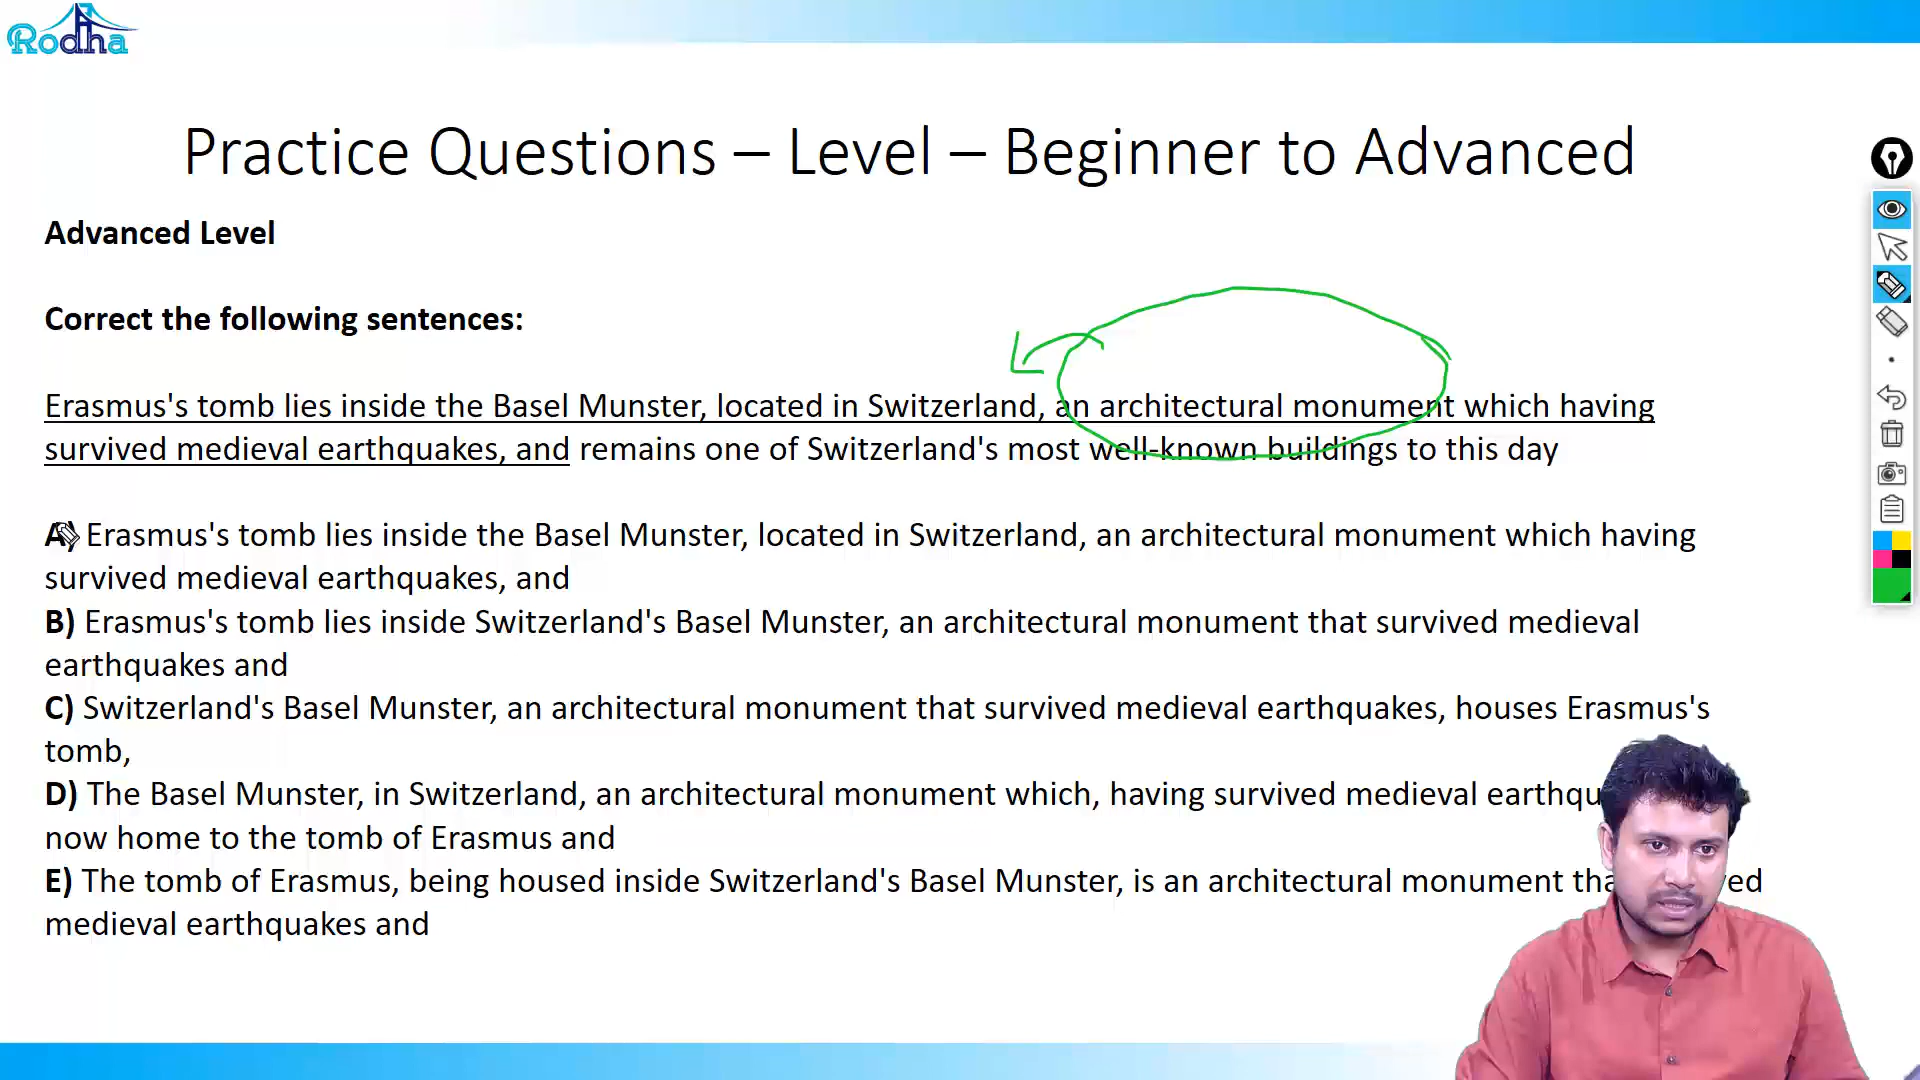 Rodha
Practice Questions – Level – Beginner to Advanced
Advanced Level
Correct the following sentences:
Erasmus's tomb lies inside the Basel Munster, located in Switzerland, an architectural monument which having
survived medieval earthquakes, and remains one of Switzerland's most well-known buildings to this day
A) Erasmus's tomb lies inside the Basel Munster, located in Switzerland, an architectural monument which having
survived medieval earthquakes, and
B) Erasmus's tomb lies inside Switzerland's Basel Munster, an architectural monument that survived medieval
earthquakes and
C) Switzerland's Basel Munster, an architectural monument that survived medieval earthquakes, houses Erasmus's
tomb,
D) The Basel Munster, in Switzerland, an architectural monument which, having survived medieval
now home to the tomb of Erasmus and
E) The tomb of Erasmus, being housed inside Switzerland's Basel Munster, is an architectural monument
medieval earthquakes and